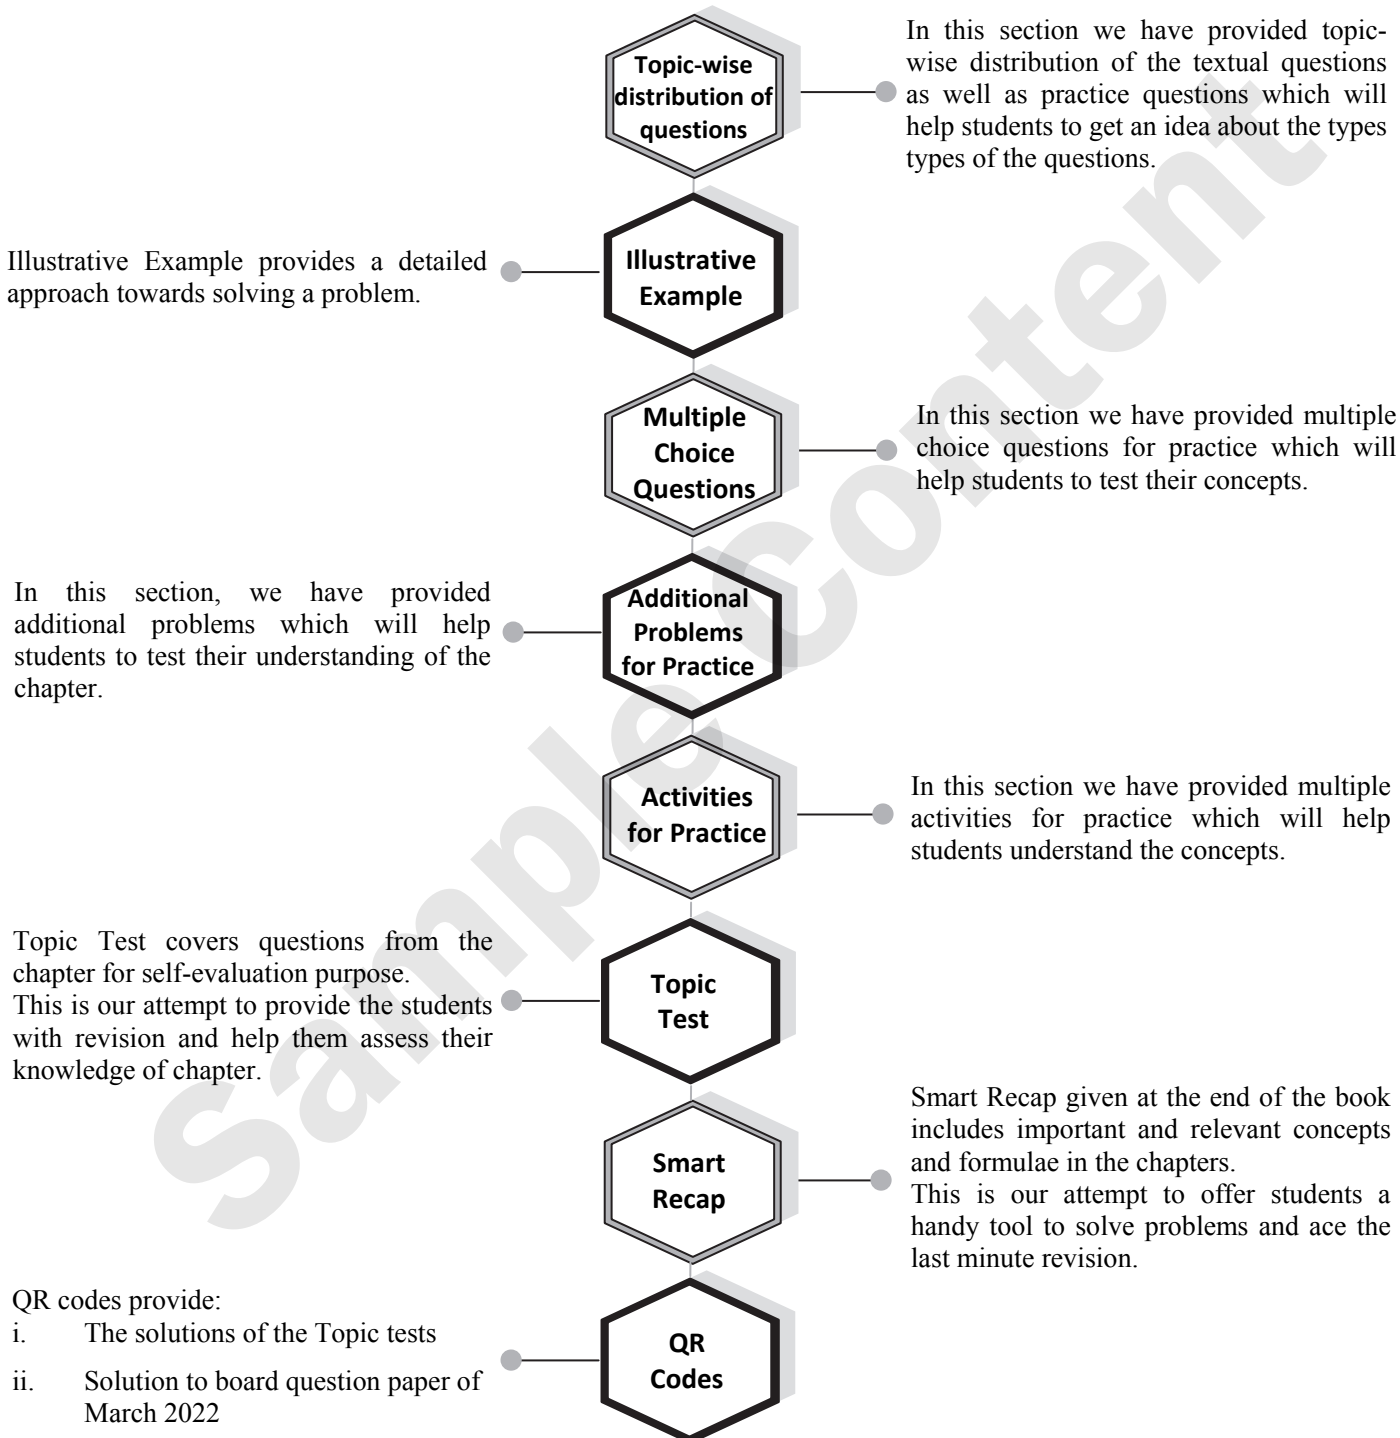 Topic-wise
distribution of
questions
In this section we have provided topic-
wise distribution of the textual questions
as well as practice questions which will
help students to get an idea about the types
types of the questions.
Illustrative Example provides a detailed
approach towards solving a problem.
Illustrative
Example
Multiple
Choice
Questions
In this section we have provided multiple
choice questions for practice which will
help students to test their concepts.
In this section, we have provided
additional problems which will help
students to test their understanding of the
chapter.
Additional
Problems
for Practice
Activities
for Practice
In this section we have provided multiple
activities for practice which will help
students understand the concepts.
Topic Test covers questions from the
chapter for self-evaluation purpose.
This is our attempt to provide the students
with revision and help them assess their
knowledge of chapter.
Topic
Test
Smart
Recap
Smart Recap given at the end of the book
includes important and relevant concepts
and formulae in the chapters.
This is our attempt to offer students a
handy tool to solve problems and ace the
last minute revision.
QR codes provide:
i. The solutions of the Topic tests
ii. Solution to board question paper of
March 2022
QR
Codes
Sample Content